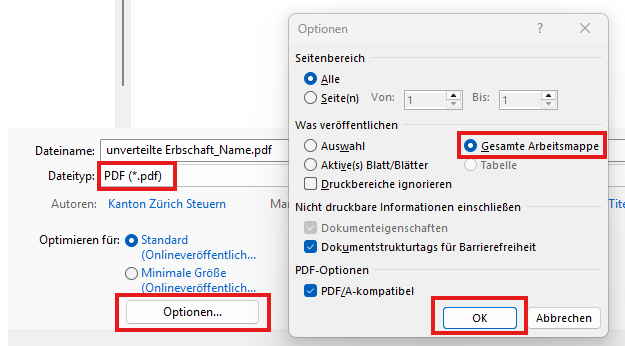 Optionen
?
Seitenbereich
Alle
Seite(n) Von: 1 Bis: 1
Was veröffentlichen
Auswahl
Gesamte Arbeitsmappe
Aktive(s) Blatt/Blätter
Tabelle
Druckbereiche ignorieren
Nicht druckbare Informationen einschließen
Dokumenteigenschaften
Dokumentstrukturtags für Barrierefreiheit
PDF-Optionen
PDF/A-kompatibel
OK
Abbrechen
Dateiname: unverteilte Erbschaft_Name.pdf
Dateityp: PDF (*.pdf)
Autoren: Kanton Zürich Steuern
Optimieren für: Standard
(Onlineveröffentlich...
Minimale Größe
(Onlineveröffentlich...
Optionen...